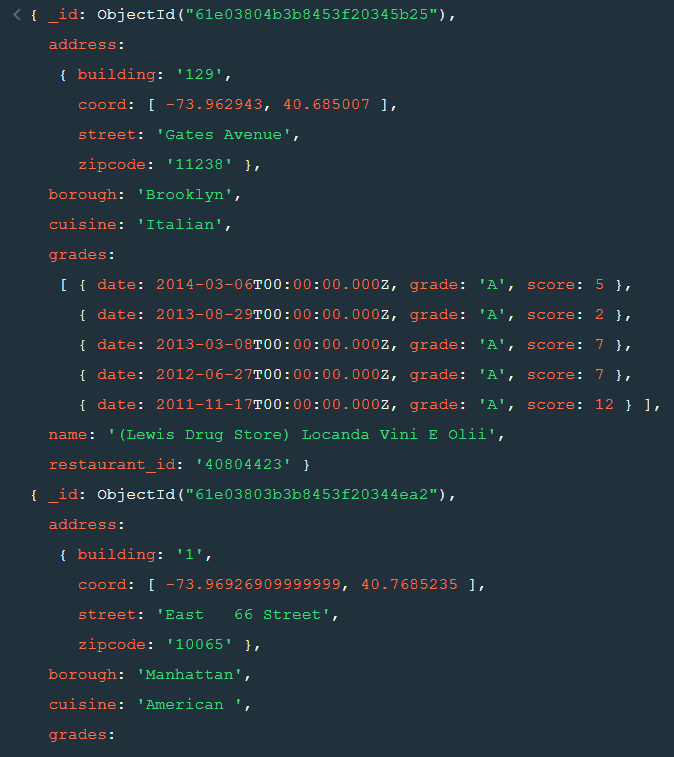 { _id: ObjectId("61e03804b3b8453f20345b25"),
address:
{ building: '129',
coord: [ -73.962943, 40.685007 ],
street: 'Gates Avenue',
zipcode: '11238' },
borough: 'Brooklyn',
cuisine: 'Italian',
grades:
[ { date: 2014-03-06T00:00:00.000Z, grade: 'A', score: 5 },
{ date: 2013-08-29T00:00:00.000Z, grade: 'A', score: 2 },
{ date: 2013-03-08T00:00:00.000Z, grade: 'A', score: 7 },
{ date: 2012-06-27T00:00:00.000Z, grade: 'A', score: 7 },
{ date: 2011-11-17T00:00:00.000Z, grade: 'A', score: 12 } ],
name: '(Lewis Drug Store) Locanda Vini E Olii',
restaurant_id: '40804423' }
{ _id: ObjectId("61e03803b3b8453f20344ea2"),
address:
{ building: '1',
coord: [ -73.96926909999999, 40.7685235 ],
street: 'East   66 Street',
zipcode: '10065' },
borough: 'Manhattan',
cuisine: 'American ',
grades: